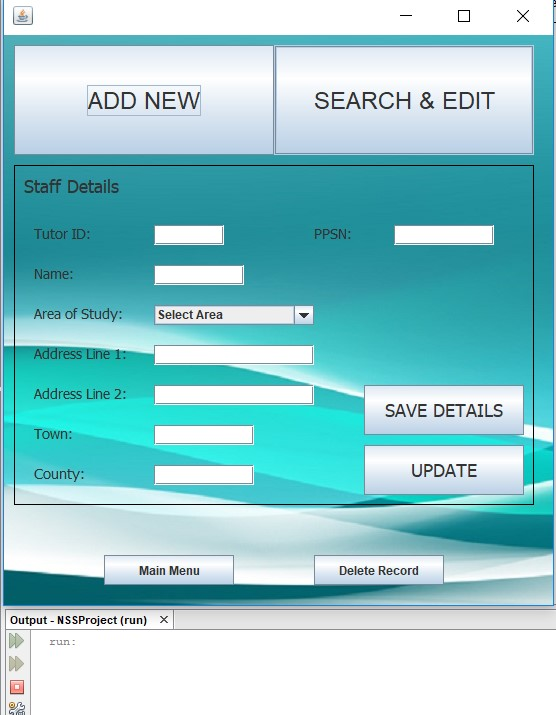 ADD NEW SEARCH & EDIT
Staff Details
Tutor ID: PPSN:
Name:
Area of Study: Select Area
Address Line 1:
Address Line 2:
SAVE DETAILS
Town:
UPDATE
County:
Main Menu Delete Record
Output - NSSProject (run)
run: